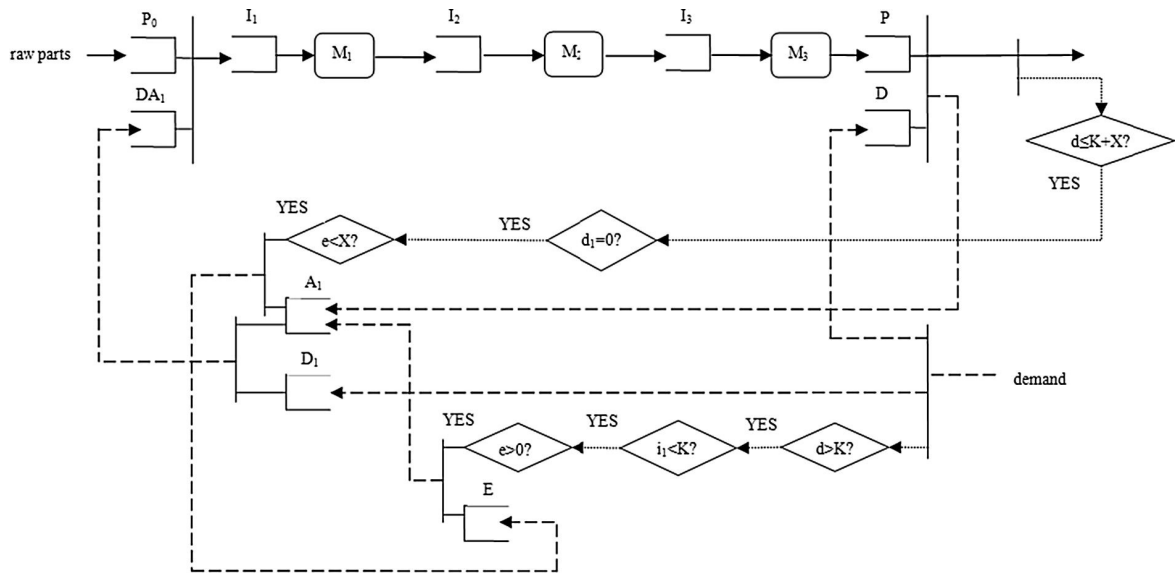 P₀
I₁
I₂
I₃
P
raw parts
M₁
M₂
M₃
DA₁
D
d≤K+X?
YES
YES
YES
e<X?
d₁=0?
A₁
D₁
demand
YES
YES
YES
e>0?
i₁<K?
d>K?
E